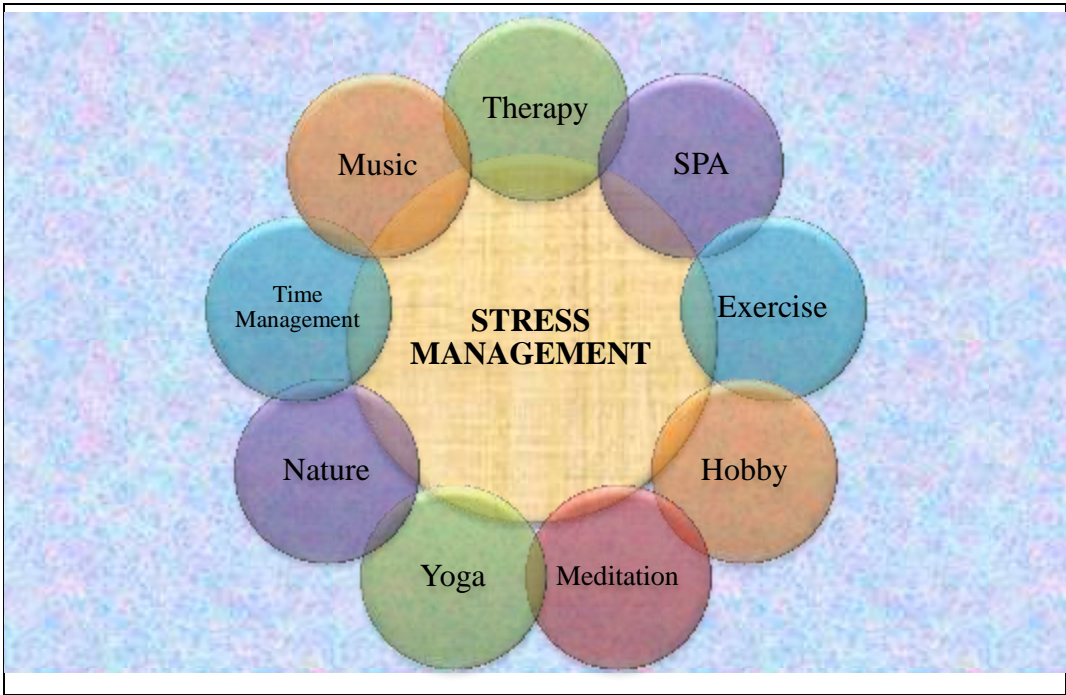 Therapy
SPA
Exercise
Hobby
Meditation
Yoga
Nature
Time
Management
Music
STRESS
MANAGEMENT